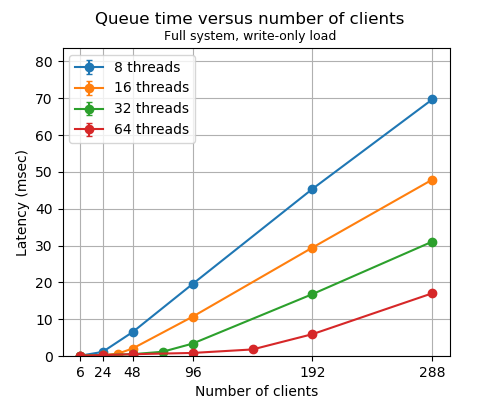 Queue time versus number of clients
Full system, write-only load
80
70
60
50
40
30
20
10
0
Latency (msec)
8 threads
16 threads
32 threads
64 threads
6 24 48 96 192 288
Number of clients